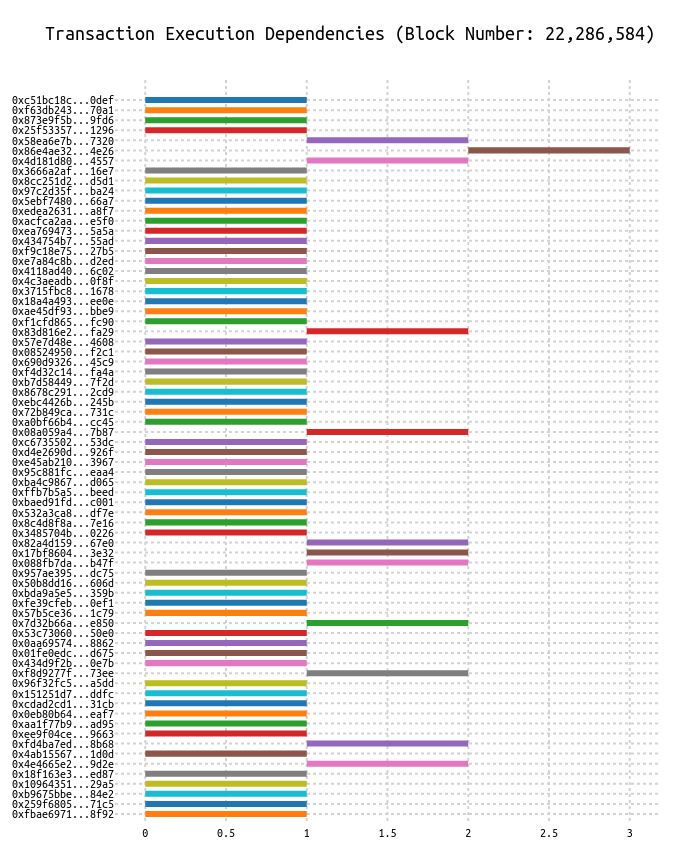 Transaction Execution Dependencies (Block Number: 22,286,584)
0xc51bc18c...0def
0xf63db243...70a1
0x873e9f5b...9fd6
0x25f53357...1296
0x58ea6e7b...7320
0x86e4ae32...4e26
0x4d181d80...4557
0x3666a2af...16e7
0x8cc251d2...d5d1
0x97c2d35f...ba24
0x5ebf7480...66a7
0xedea2631...a8f7
0xacfca2aa...e5f0
0xea769473...5a5a
0x434754b7...55ad
0xf9c18e75...27b5
0xe7a84c8b...d2ed
0x4118ad40...6c02
0x4c3aeadb...0f8f
0x3715fbc8...1678
0x18a4a493...ee0e
0xae45df93...bbe9
0xf1cfd865...fc90
0x83d816e2...fa29
0x57e7d48e...4608
0x08524950...f2c1
0x690d9326...45c9
0xf4d32c14...fa4a
0xb7d58449...7f2d
0x8678c291...2cd9
0xebc4426b...245b
0x72b849ca...731c
0xa0bf66b4...cc45
0x08a059a4...7b87
0xc6735502...53dc
0xd4e2690d...926f
0xe45ab210...3967
0x95c881fc...eaa4
0xba4c9867...d065
0xffb7b5a5...beed
0xbaed91fd...c001
0x532a3ca8...df7e
0x8c4d8f8a...7e16
0x3485704b...0226
0x82a4d159...67e0
0x17bf8604...3e32
0x088fb7da...b47f
0x957ae395...dc75
0x50b8dd16...606d
0xbda9a5e5...359b
0xfe39cfeb...0ef1
0x57b5ce36...1c79
0x7d32b66a...e850
0x53c73060...50e0
0x0aa69574...8862
0x01fe0edc...d675
0x434d9f2b...0e7b
0xf8d9277f...73ee
0x96f32fc5...a5dd
0x151251d7...ddfc
0xcdad2cd1...31cb
0x0eb80b64...eaf7
0xaa1f77b9...ad95
0xee9f04ce...9663
0xfd4ba7ed...8b68
0x4ab15567...1d0d
0x4e4665e2...9d2e
0x18f163e3...ed87
0x10964351...29a5
0xb9675bbe...84e2
0x259f6805...71c5
0xfbae6971...8f92
0 0.5 1 1.5 2 2.5 3